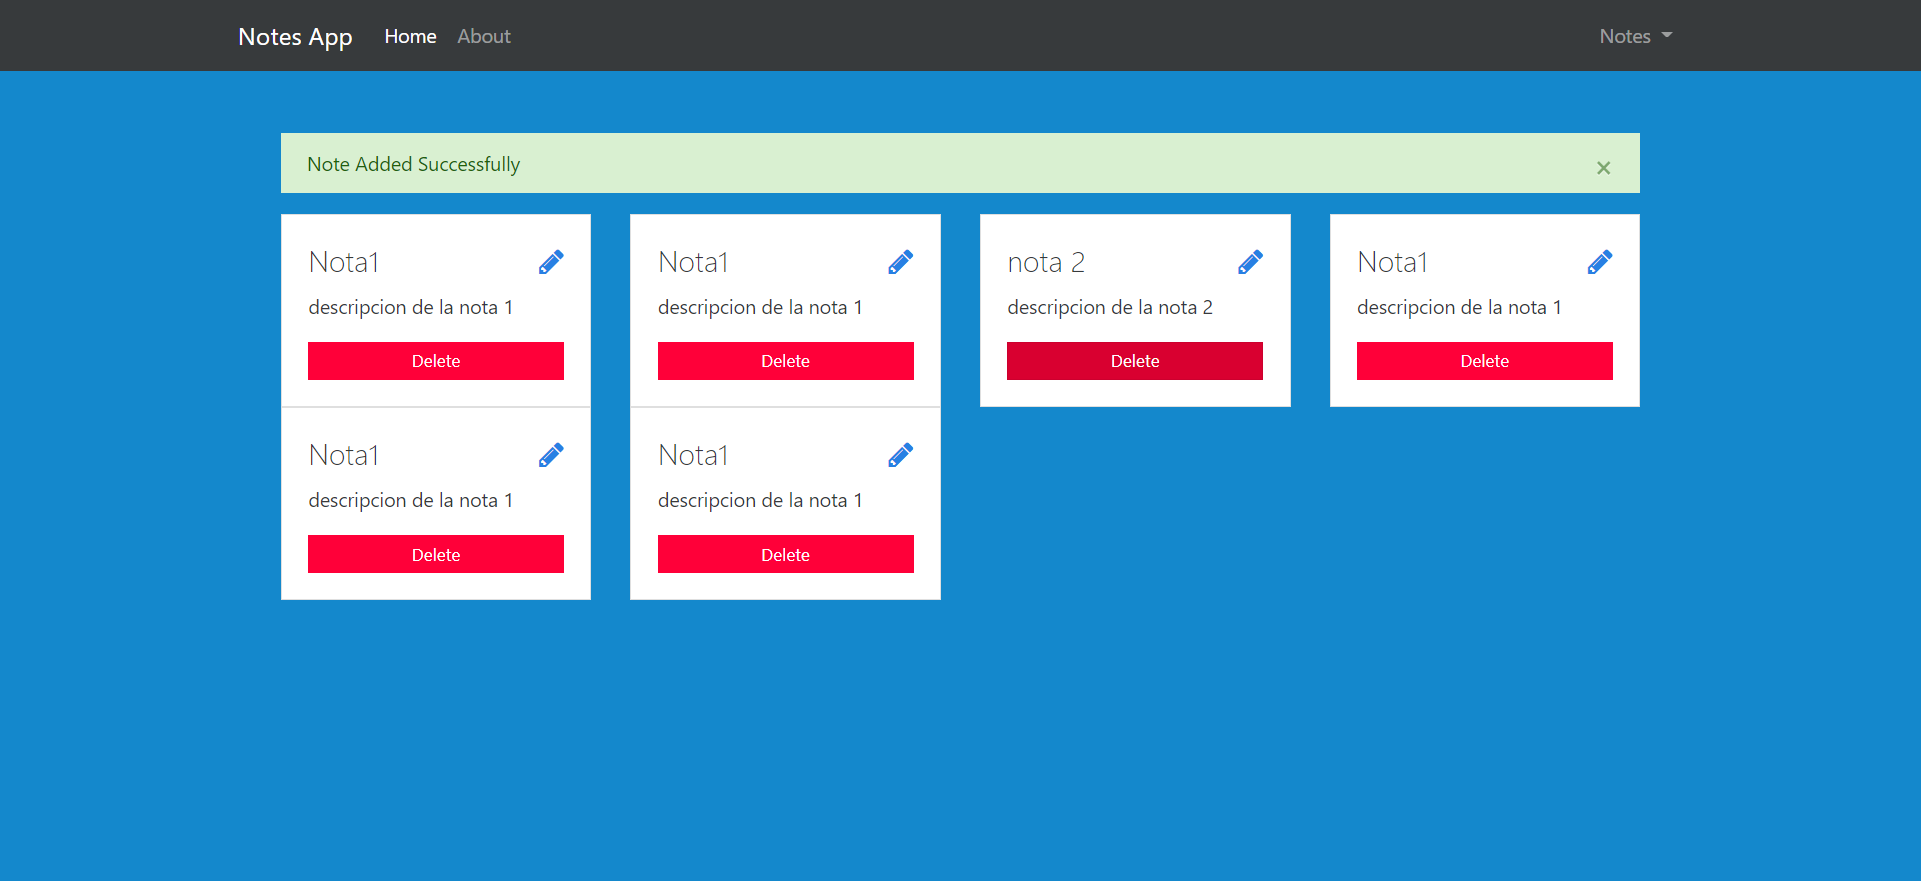 Notes App Home About Notes
Note Added Successfully ×
Nota1
descripcion de la nota 1
Delete
Nota1
descripcion de la nota 1
Delete
nota 2
descripcion de la nota 2
Delete
Nota1
descripcion de la nota 1
Delete
Nota1
descripcion de la nota 1
Delete
Nota1
descripcion de la nota 1
Delete